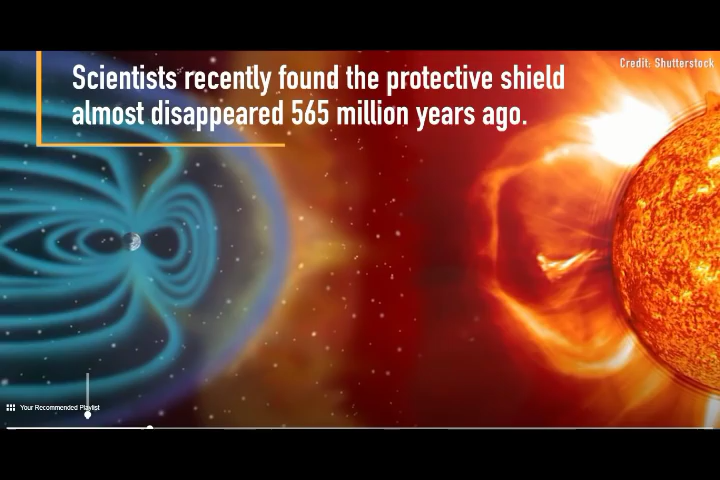 Credit: Shutterstock
Scientists recently found the protective shield
almost disappeared 565 million years ago.
Your Recommended Playlist